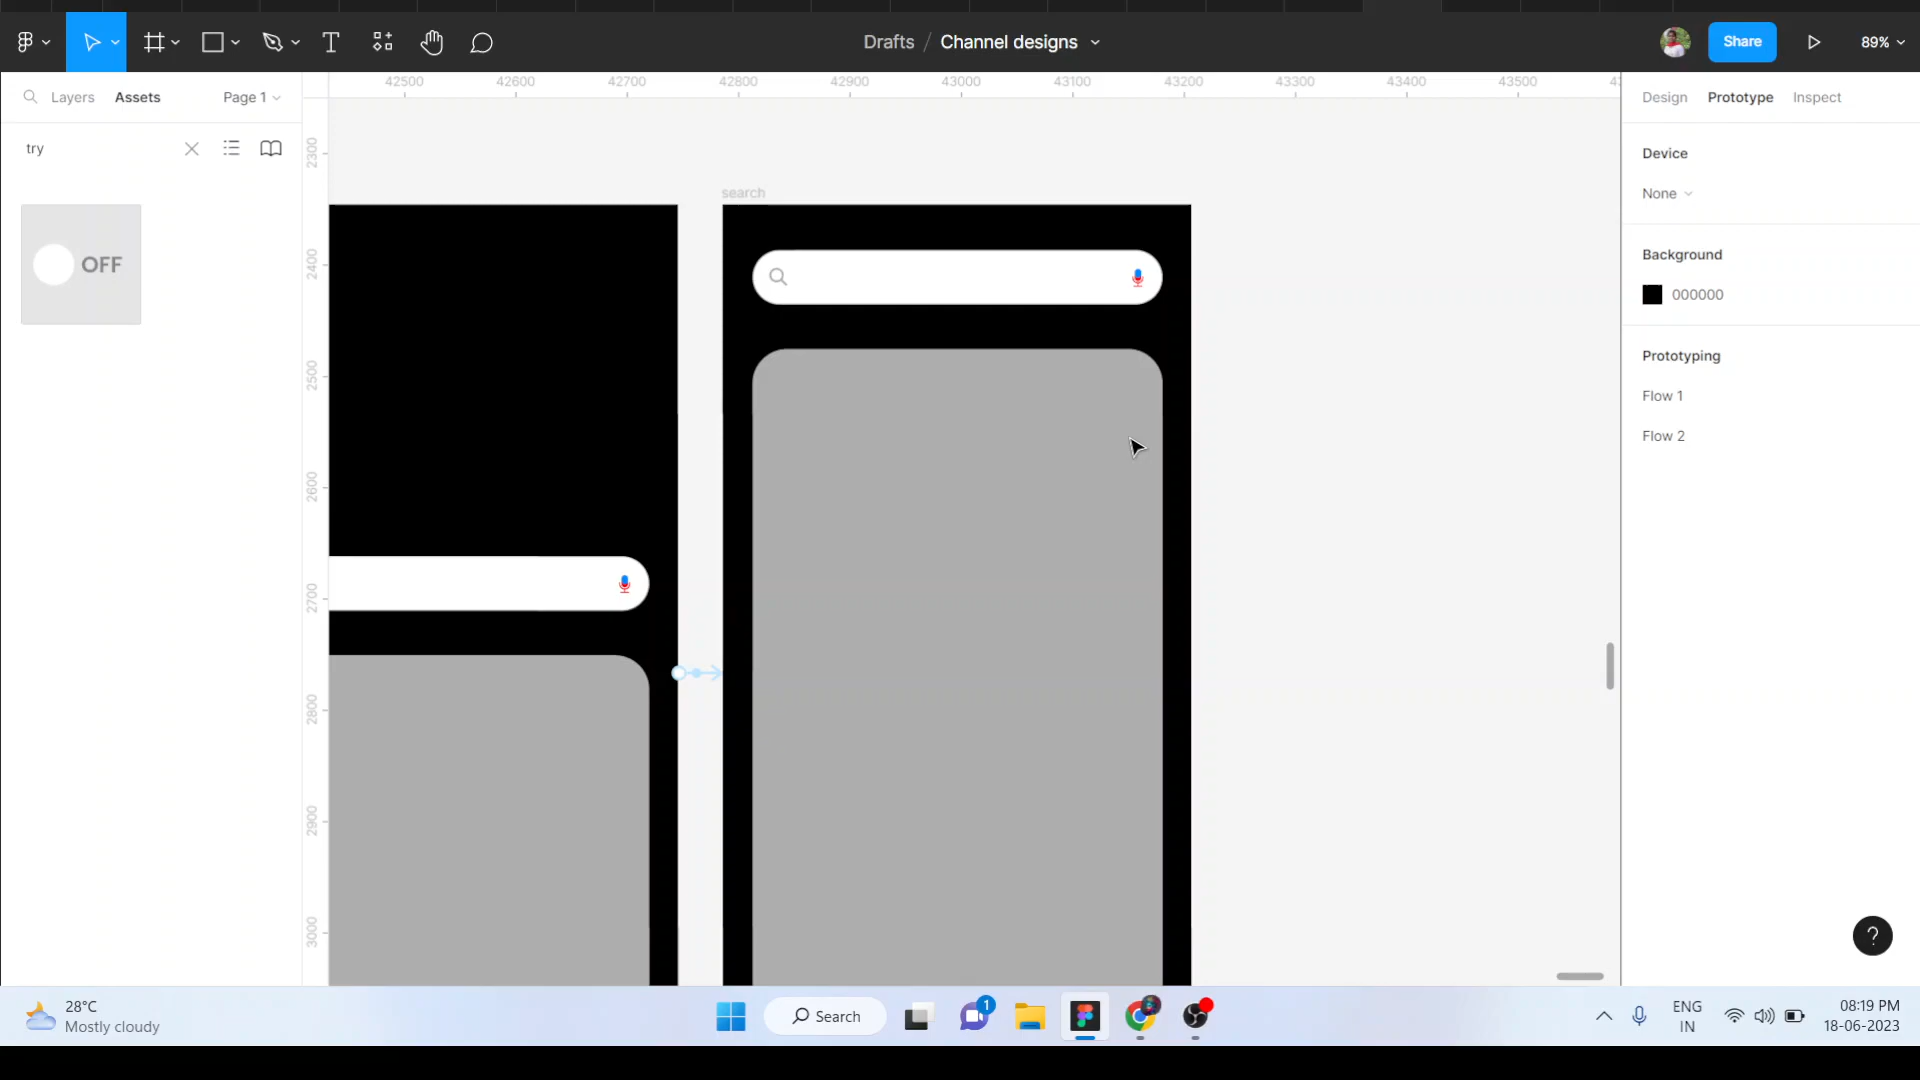 Drafts / Channel designs
Share
89%
Layers
Assets
Page 1
try
OFF
42500 42600 42700 42800 42900 43000 43100 43200 43300 43400 43500
2300
2400
2500
2600
2700
2800
2900
3000
search
Design
Prototype
Inspect
Device
None
Background
000000
Prototyping
Flow 1
Flow 2
?
28°C
Mostly cloudy
Search
1
ENG
IN
08:19 PM
18-06-2023